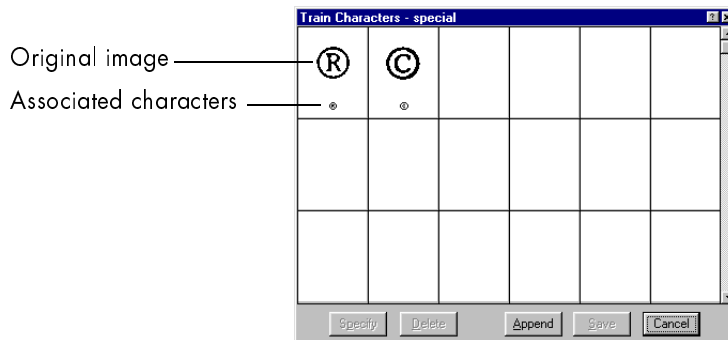 Train Characters - special
Original image
® ©
Associated characters
® ©
Specify Delete Append Save Cancel